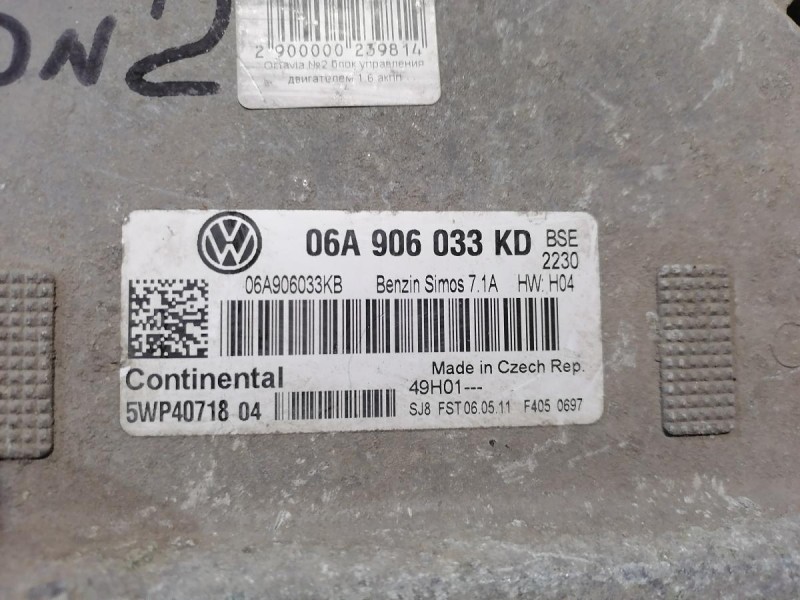 ON2
2 900000 239814
Octavia №2 блок управления
двигателем 1.6 акпп
06A 906 033 KD BSE
2230
06A906033KB Benzin Simos 7.1A HW: H04
Made in Czech Rep.
Continental 49H01---
5WP40718 04 SJ8 FST 06.05.11 F405 0697